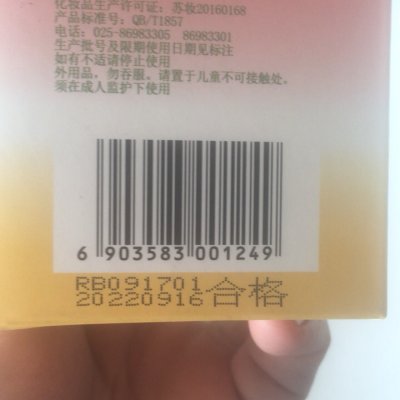 化妆品生产许可证：苏妆20160168
产品标准号：QB/T1857
电话：025-86983305 86983301
生产批号及限期使用日期见标注
如有不适请停止使用
外用品，勿吞服。请置于儿童不可接触处，
须在成人监护下使用
6 903583 001249
RB091701
20220916合格